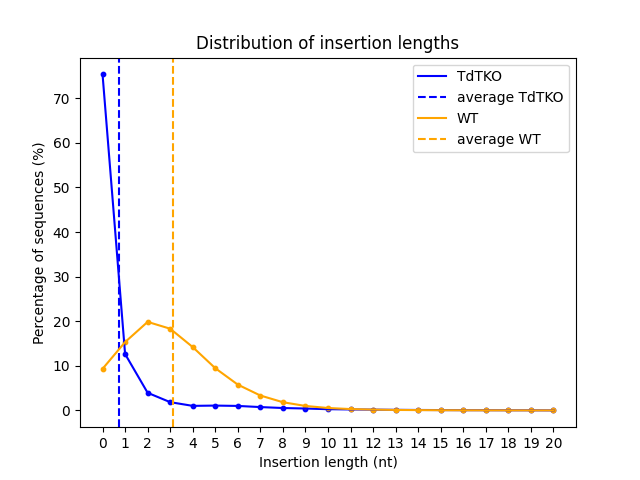 Distribution of insertion lengths
TdTKO
average TdTKO
WT
average WT
Percentage of sequences (%)
70
60
50
40
30
20
10
0
0 1 2 3 4 5 6 7 8 9 10 11 12 13 14 15 16 17 18 19 20
Insertion length (nt)